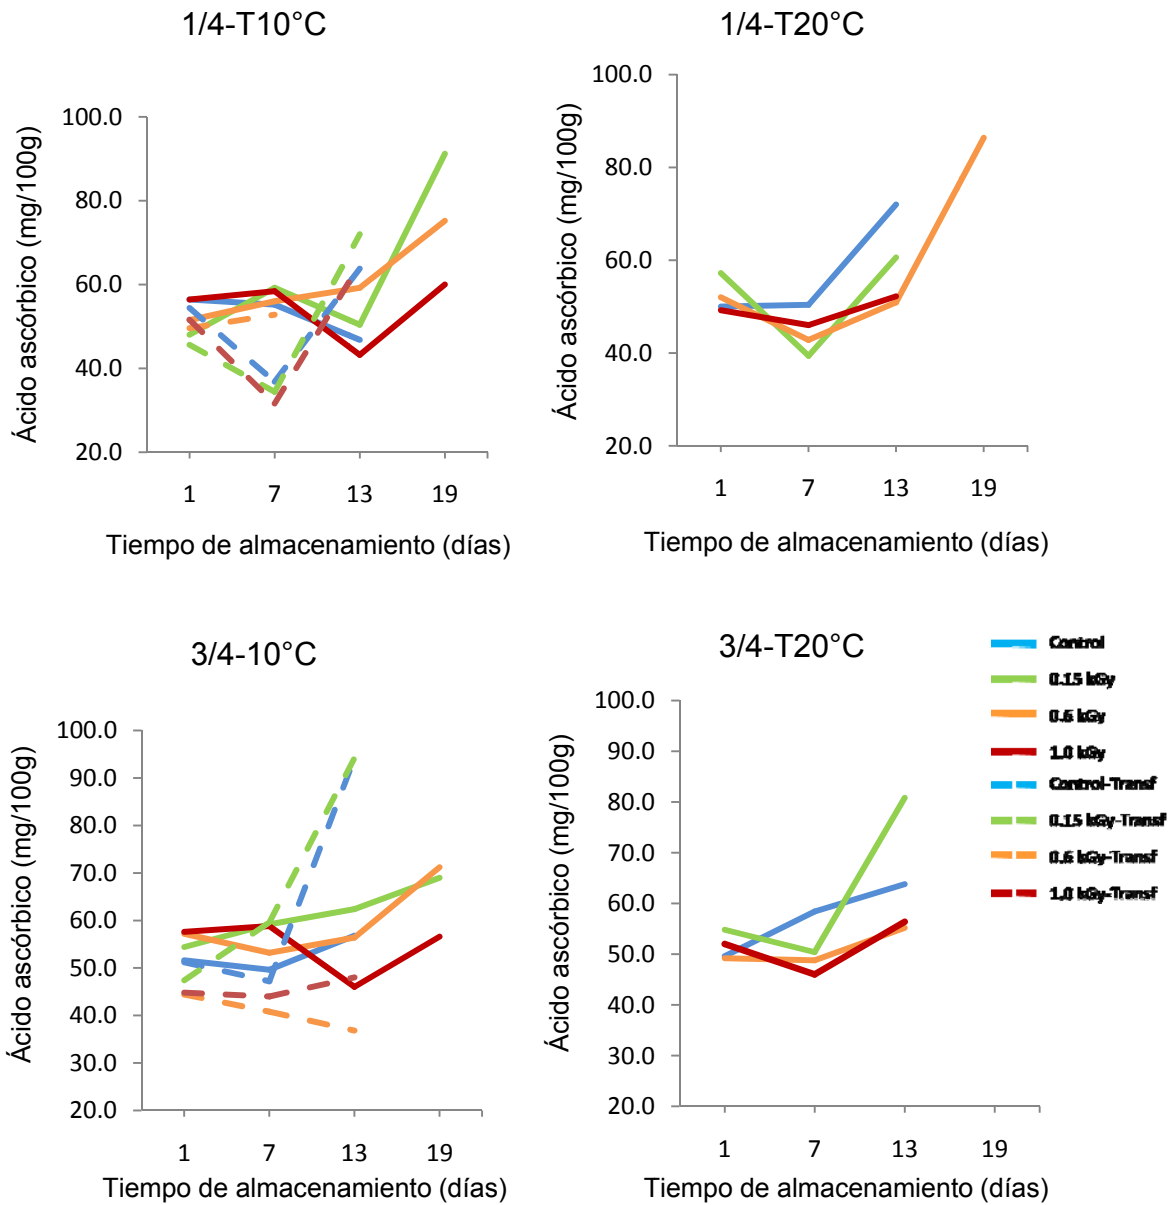 1/4-T10°C
Ácido ascórbico (mg/100g)
100.0
80.0
60.0
40.0
20.0
1 7 13 19
Tiempo de almacenamiento (días)
1/4-T20°C
Ácido ascórbico (mg/100g)
100.0
80.0
60.0
40.0
20.0
1 7 13 19
Tiempo de almacenamiento (días)
3/4-10°C
Ácido ascórbico (mg/100g)
100.0
90.0
80.0
70.0
60.0
50.0
40.0
30.0
20.0
1 7 13 19
Tiempo de almacenamiento (días)
3/4-T20°C
Ácido ascórbico (mg/100g)
100.0
90.0
80.0
70.0
60.0
50.0
40.0
30.0
20.0
1 7 13 19
Tiempo de almacenamiento (días)
Control
0.15 kGy
0.6 kGy
1.0 kGy
Control-Transf
0.15 kGy-Transf
0.6 kGy-Transf
1.0 kGy-Transf